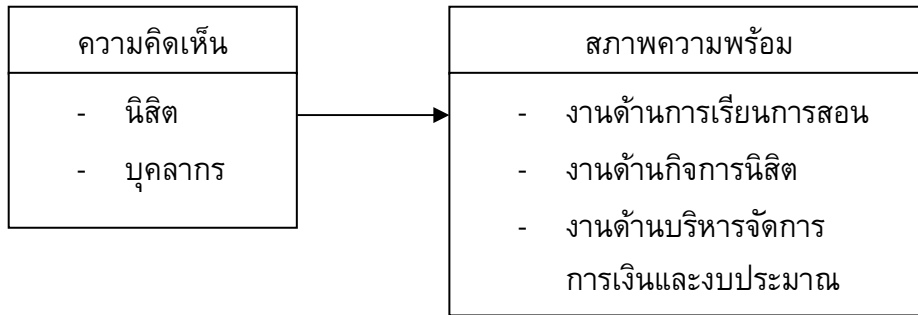 ความคิดเห็น
- นิสิต
- บุคลากร
สภาพความพร้อม
- งานด้านการเรียนการสอน
- งานด้านกิจการนิสิต
- งานด้านบริหารจัดการ
การเงินและงบประมาณ